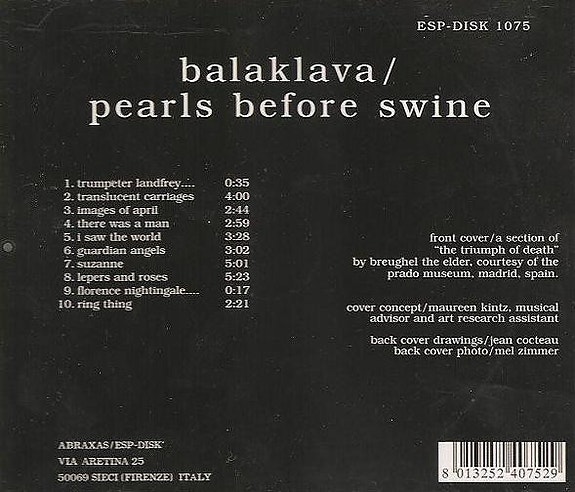 ESP-DISK 1075
balaklava/
pearls before swine
1. trumpeter landfrey.... 0:35
2. translucent carriages 4:00
3. images of april 2:44
4. there was a man 2:59
5. i saw the world 3:28
6. guardian angels 3:02
7. suzanne 5:01
8. lepers and roses 5:23
9. florence nightingale.... 0:17
10. ring thing 2:21
front cover/a section of
"the triumph of death"
by breughel the elder, courtesy of the
prado museum, madrid, spain.
cover concept/maureen kintz, musical
advisor and art research assistant
back cover drawings/jean cocteau
back cover photo/mel zimmer
ABRAXAS/ESP-DISK'
VIA ARETINA 25
50069 SIECI (FIRENZE) ITALY
8 013252 407529